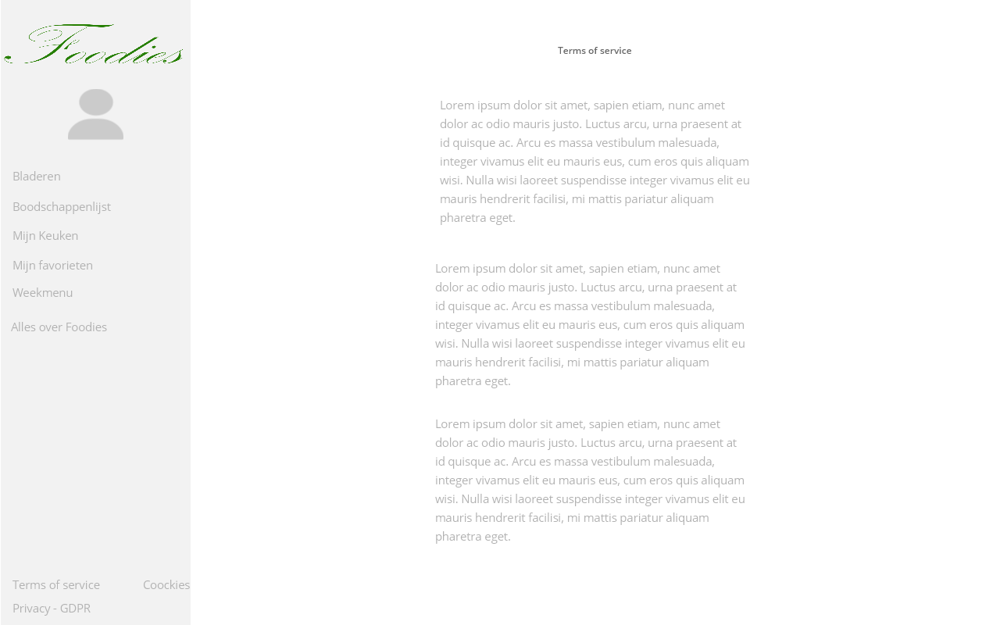 Foodies
Bladeren
Boodschappenlijst
Mijn Keuken
Mijn favorieten
Weekmenu
Alles over Foodies
Terms of service
Coockies
Privacy - GDPR
Terms of service
Lorem ipsum dolor sit amet, sapien etiam, nunc amet
dolor ac odio mauris justo. Luctus arcu, urna praesent at
id quisque ac. Arcu es massa vestibulum malesuada,
integer vivamus elit eu mauris eus, cum eros quis aliquam
wisi. Nulla wisi laoreet suspendisse integer vivamus elit eu
mauris hendrerit facilisi, mi mattis pariatur aliquam
pharetra eget.
Lorem ipsum dolor sit amet, sapien etiam, nunc amet
dolor ac odio mauris justo. Luctus arcu, urna praesent at
id quisque ac. Arcu es massa vestibulum malesuada,
integer vivamus elit eu mauris eus, cum eros quis aliquam
wisi. Nulla wisi laoreet suspendisse integer vivamus elit eu
mauris hendrerit facilisi, mi mattis pariatur aliquam
pharetra eget.
Lorem ipsum dolor sit amet, sapien etiam, nunc amet
dolor ac odio mauris justo. Luctus arcu, urna praesent at
id quisque ac. Arcu es massa vestibulum malesuada,
integer vivamus elit eu mauris eus, cum eros quis aliquam
wisi. Nulla wisi laoreet suspendisse integer vivamus elit eu
mauris hendrerit facilisi, mi mattis pariatur aliquam
pharetra eget.